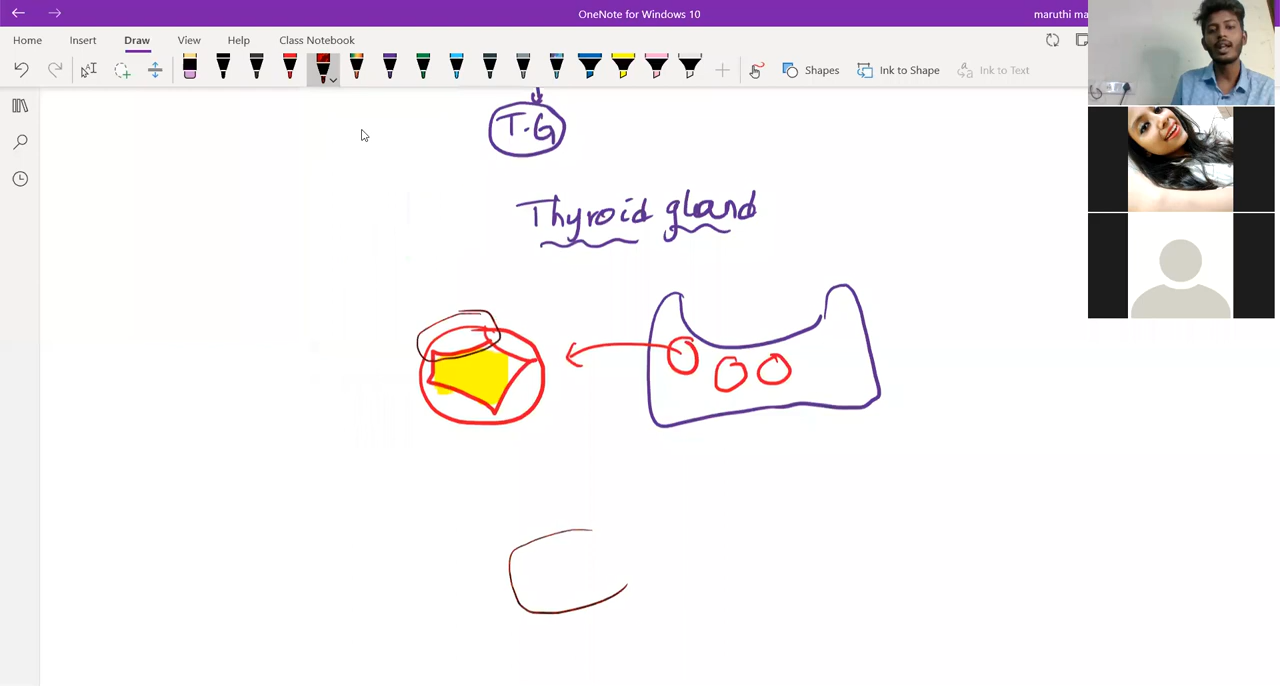 OneNote for Windows 10
maruthi ma
Home Insert Draw View Help Class Notebook
Shapes Ink to Shape Ink to Text
T.G
Thyroid gland